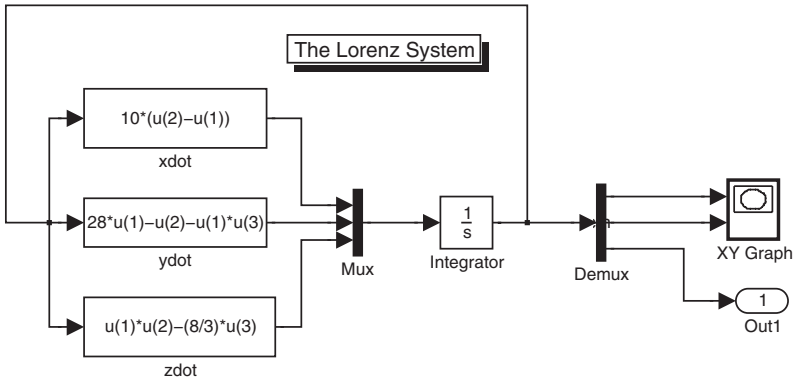 The Lorenz System
10*(u(2)−u(1))
xdot
28*u(1)−u(2)−u(1)*u(3)
ydot
u(1)*u(2)−(8/3)*u(3)
zdot
Mux
1
s
Integrator
Demux
XY Graph
1
Out1